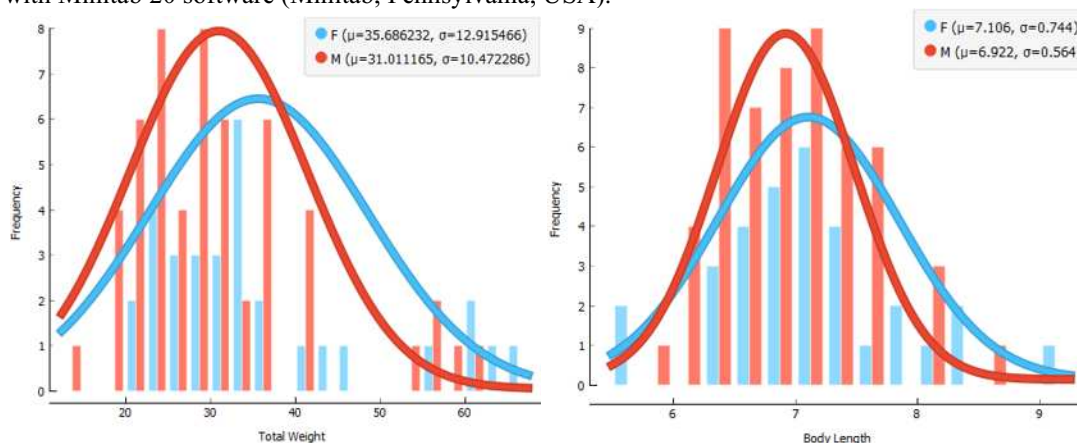 with Minitab 20 software (Minitab, Pennsylvania, USA).
F (μ=35.686232, σ=12.915466)
M (μ=31.011165, σ=10.472286)
8
7
6
5
4
3
2
1
0
Frequency
20 30 40 50 60
Total Weight
F (μ=7.106, σ=0.744)
M (μ=6.922, σ=0.564
9
8
7
6
5
4
3
2
1
0
Frequency
6 7 8 9
Body Length